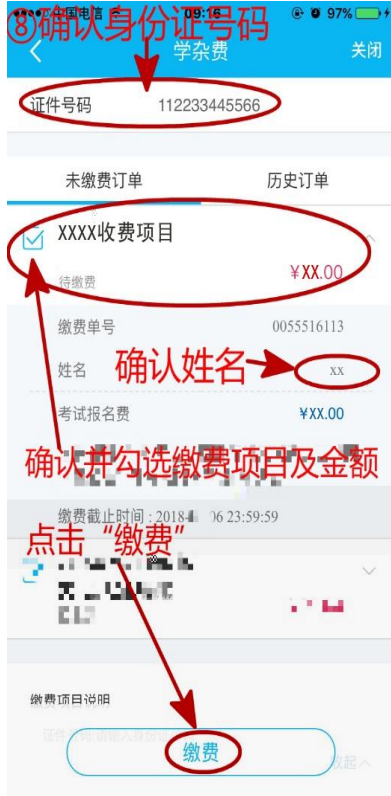 ⑧确认身份证号码
中国电信 09:16 97%
学杂费 关闭
证件号码 112233445566
未缴费订单 历史订单
XXXX收费项目
待缴费 ¥XX.00
缴费单号 0055516113
确认姓名
姓名 xx
考试报名费 ¥XX.00
确认并勾选缴费项目及金额
缴费截止时间 : 2018- 06 23:59:59
点击“缴费”
缴费项目说明
缴费
收起